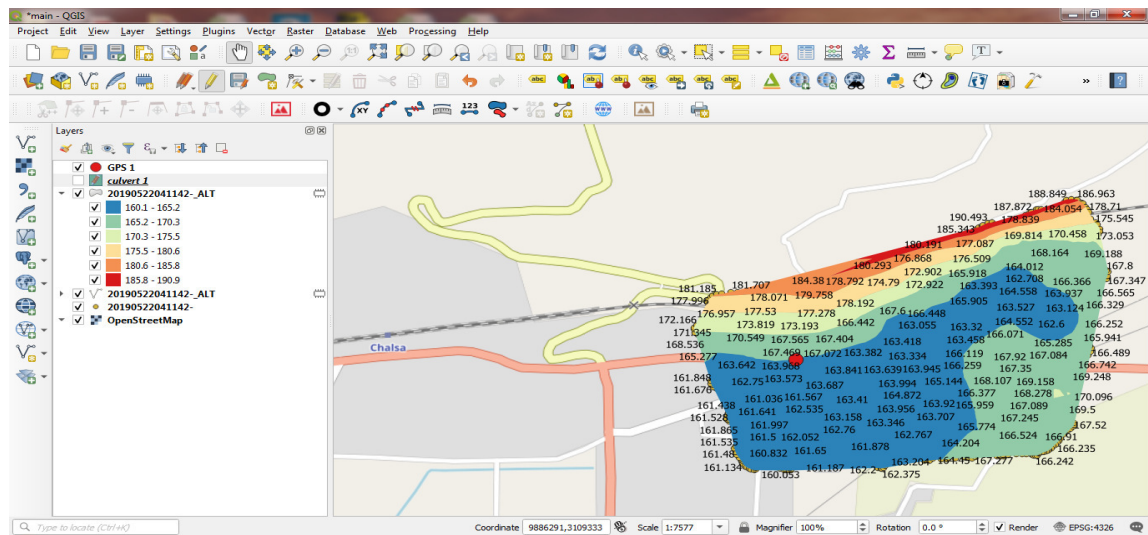 *main - QGIS
Project Edit View Layer Settings Plugins Vector Raster Database Web Processing Help
Layers
GPS 1
culvert 1
20190522041142-_ALT
160.1 - 165.2
165.2 - 170.3
170.3 - 175.5
175.5 - 180.6
180.6 - 185.8
185.8 - 190.9
20190522041142-_ALT
20190522041142-
OpenStreetMap
Chalsa
188.849 186.963
187.872 184.054 178.71
190.493 178.839 175.545
185.343
180.191 177.087 169.814 170.458 173.053
176.868 176.509 168.164 169.188
180.293 172.902 165.918 164.012 167.8
181.185 181.707 184.38 178.792 174.79 172.922 163.393 162.708 166.366 167.347
177.996 178.071 179.758 164.558 163.937 166.565
178.192 165.905 163.527 163.124 166.329
176.957 177.53 177.278 167.6 166.448
172.166 173.819 173.193 166.442 163.055 163.32 164.552 162.6 166.252
171.345 170.549 167.565 167.404 163.418 163.458 166.071 165.285 165.941
168.536 167.469 167.072 163.382 163.334 166.119 167.92 167.084 166.489
165.277 163.642 163.968 163.841 163.639 163.945 166.259 167.35 166.742
161.848 162.75 163.573 163.687 163.994 165.144 168.107 169.158 169.248
161.676 161.036 161.567 163.41 164.872 166.377 168.278 170.096
161.438 161.641 162.535 163.956 163.92 165.959 167.089 169.5
161.528 161.997 163.158 163.346 163.707 167.245 167.52
161.865 161.5 162.052 162.76 162.767 165.774 166.524 166.91
161.535 160.832 161.65 161.878 164.204 166.235
161.48 163.204 164.45 167.277 166.242
161.134 160.053 161.187 162.2 162.375
Type to locate (Ctrl+K) Coordinate 9886291,3109333 Scale 1:7577 Magnifier 100% Rotation 0.0 ° Render EPSG:4326